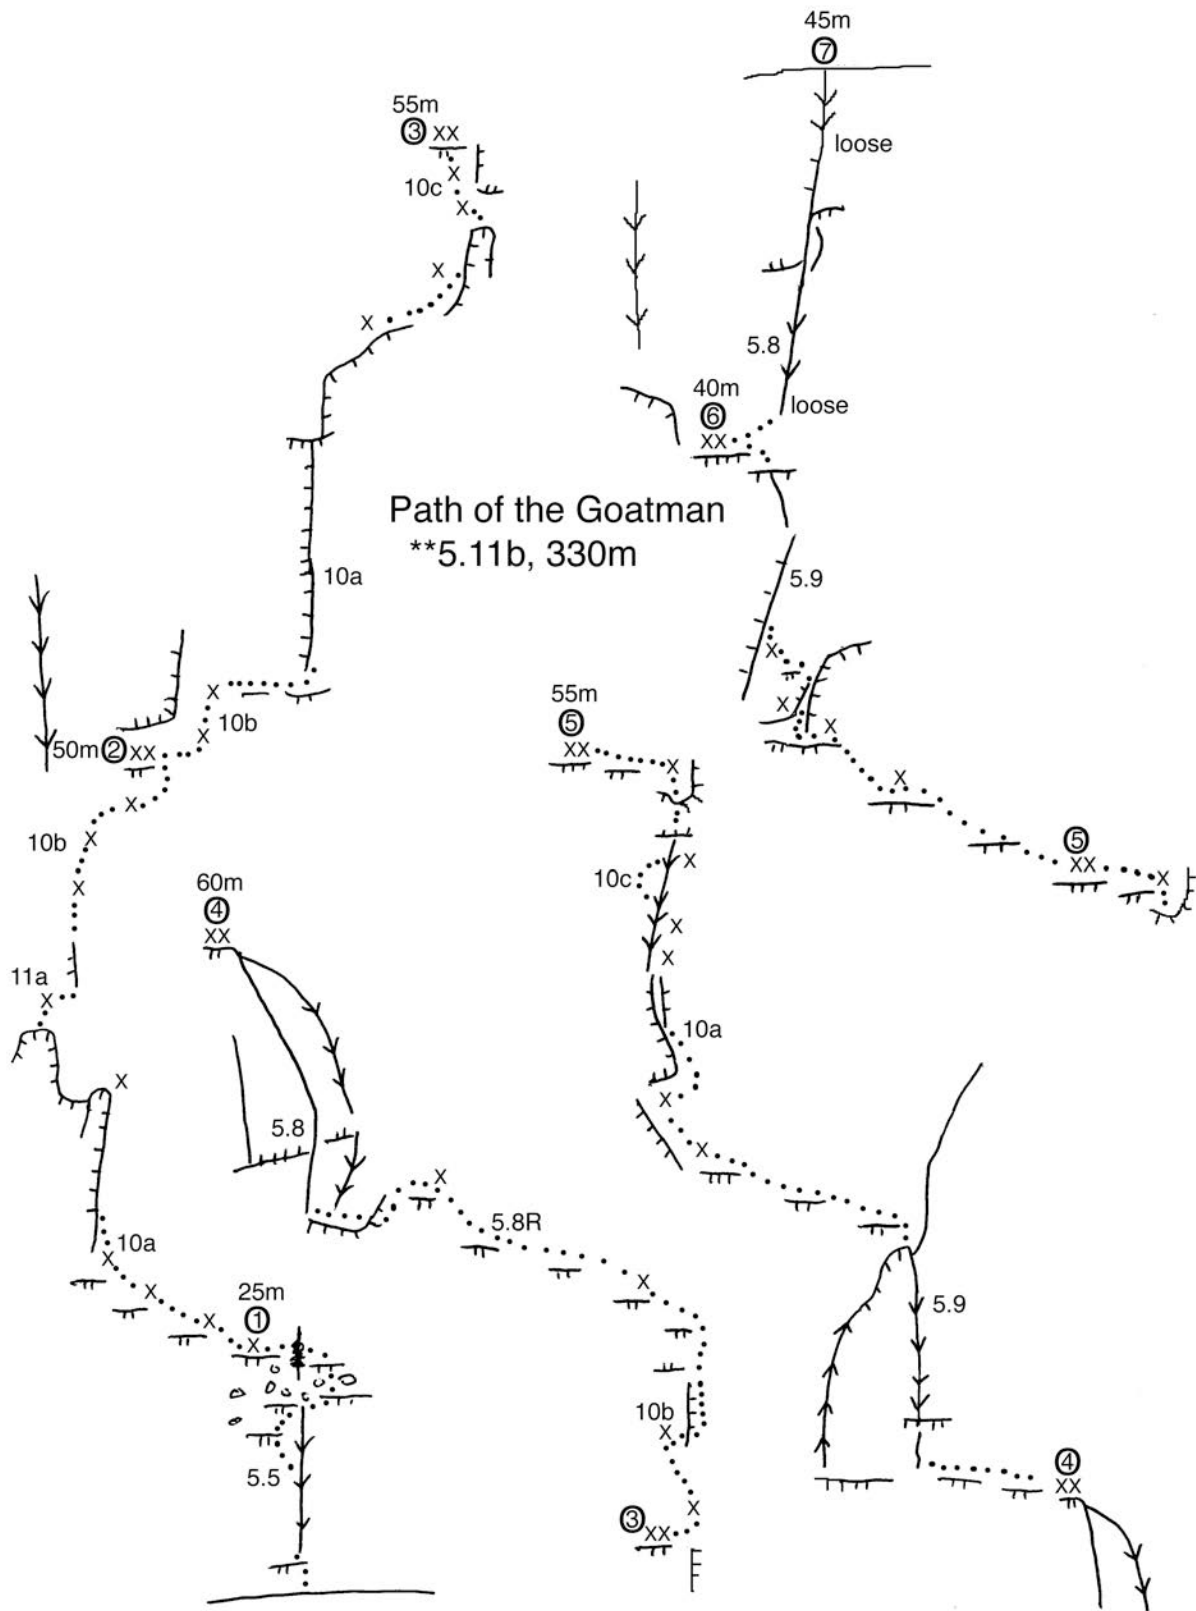 45m
7
loose
55m
3 XX
X
10c
X
X
X
5.8
loose
40m
6
XX
Path of the Goatman
**5.11b, 330m
10a
5.9
X
X
X
X
10b
X
50m 2 XX
X
10b
X
X
55m
5
XX
X
X
5
XX
X
10c
X
X
X
60m
4
XX
11a
X
X
10a
X
X
5.8
X
5.8R
X
10a
X
X
X
25m
1
X
5.9
10b
X
X
5.5
3 XX
4
XX